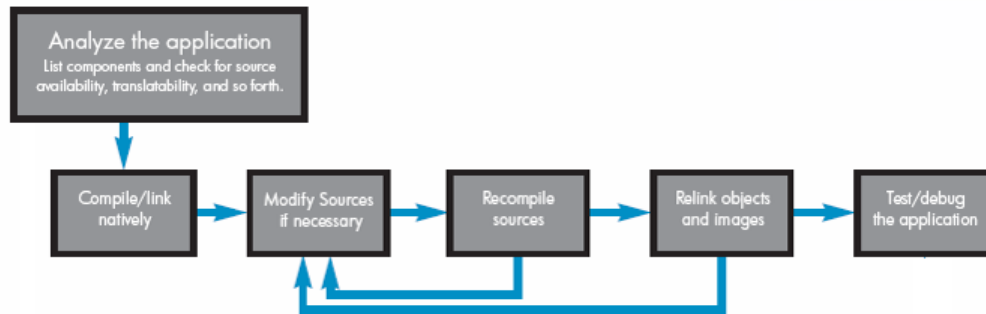 Analyze the application
List components and check for source
availability, translatability, and so forth.
Compile/link
natively
Modify Sources
if necessary
Recompile
sources
Relink objects
and images
Test/debug
the application